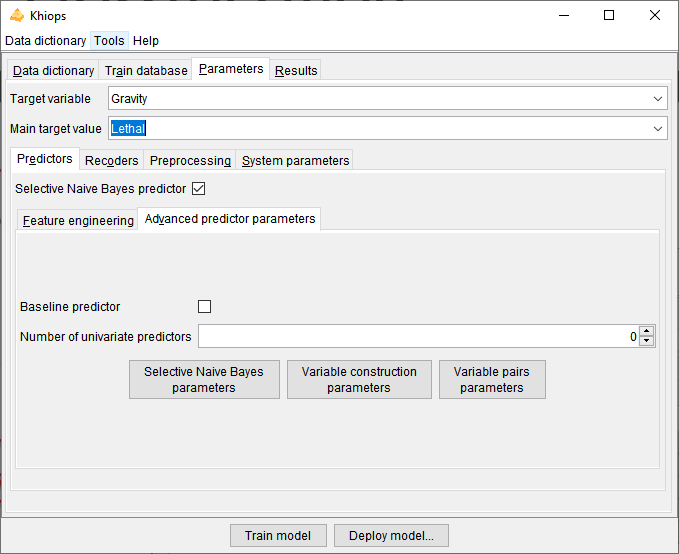 Khiops
Data dictionary Tools Help
Data dictionary Train database Parameters Results
Target variable Gravity
Main target value Lethal
Predictors Recoders Preprocessing System parameters
Selective Naive Bayes predictor
Feature engineering Advanced predictor parameters
Baseline predictor
Number of univariate predictors 0
Selective Naive Bayes parameters
Variable construction parameters
Variable pairs parameters
Train model Deploy model...